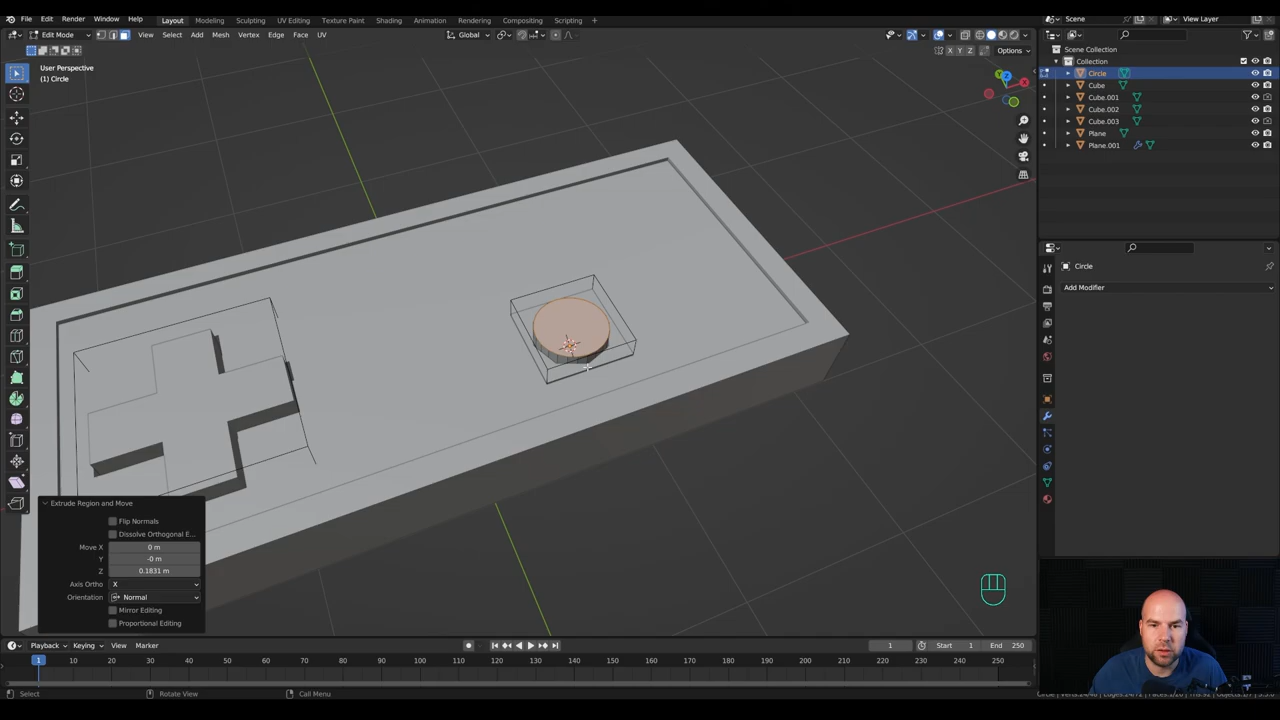 File Edit Render Window Help Layout Modeling Sculpting UV Editing Texture Paint Shading Animation Rendering Compositing Scripting + Scene View Layer
Edit Mode View Select Add Mesh Vertex Edge Face UV Global
X Y Z Options
User Perspective
(1) Circle
Scene Collection
Collection
Circle
Cube
Cube.001
Cube.002
Cube.003
Plane
Plane.001
Circle
Add Modifier
Extrude Region and Move
Flip Normals
Dissolve Orthogonal E...
Move X 0 m
Y -0 m
Z 0.1831 m
Axis Ortho X
Orientation Normal
Mirror Editing
Proportional Editing
Playback Keying View Marker 1 Start 1 End 250
1 10 20 30 40 50 60 70 80 90 100 110 120 130 140 150 160 170 180 190 200 210 220 230 240 250
Select Rotate View Call Menu